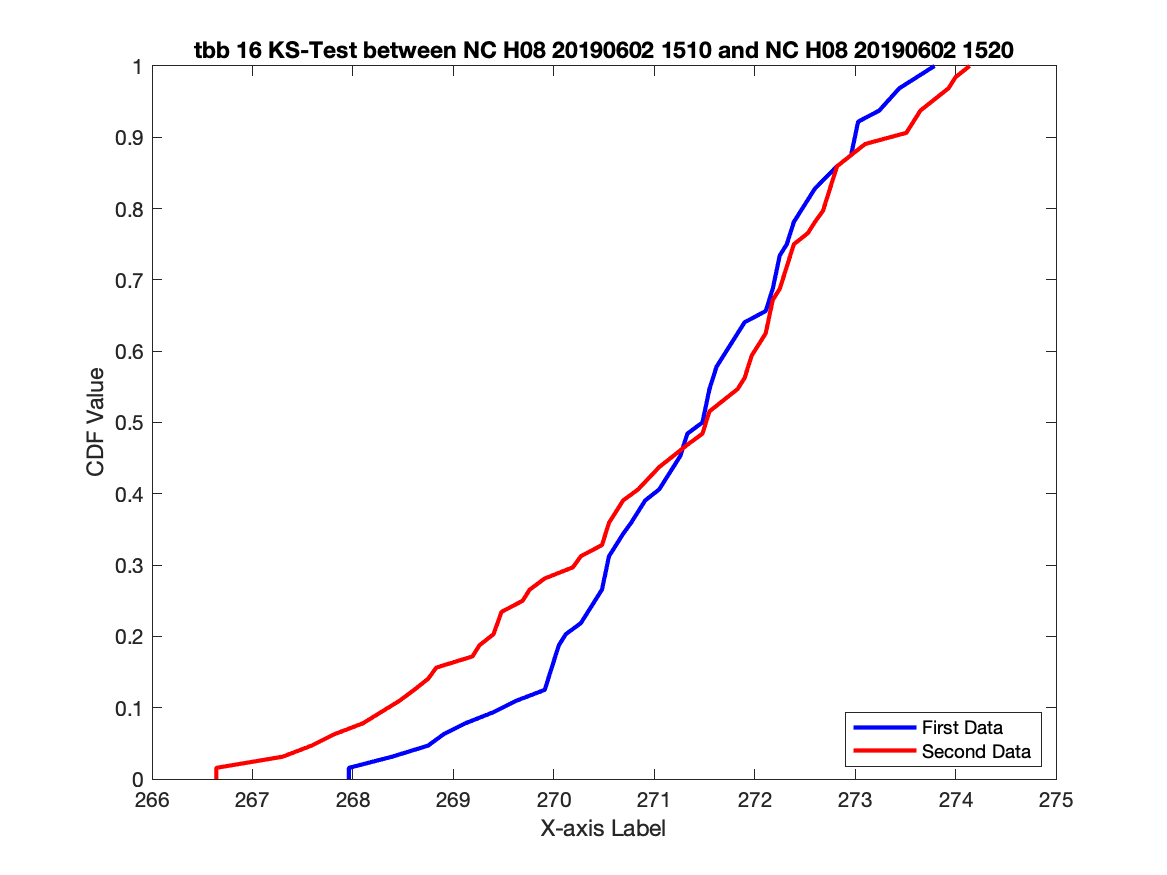 tbb 16 KS-Test between NC H08 20190602 1510 and NC H08 20190602 1520
1
0.9
0.8
0.7
0.6
0.5
0.4
0.3
0.2
0.1
0
CDF Value
First Data
Second Data
266 267 268 269 270 271 272 273 274 275
X-axis Label